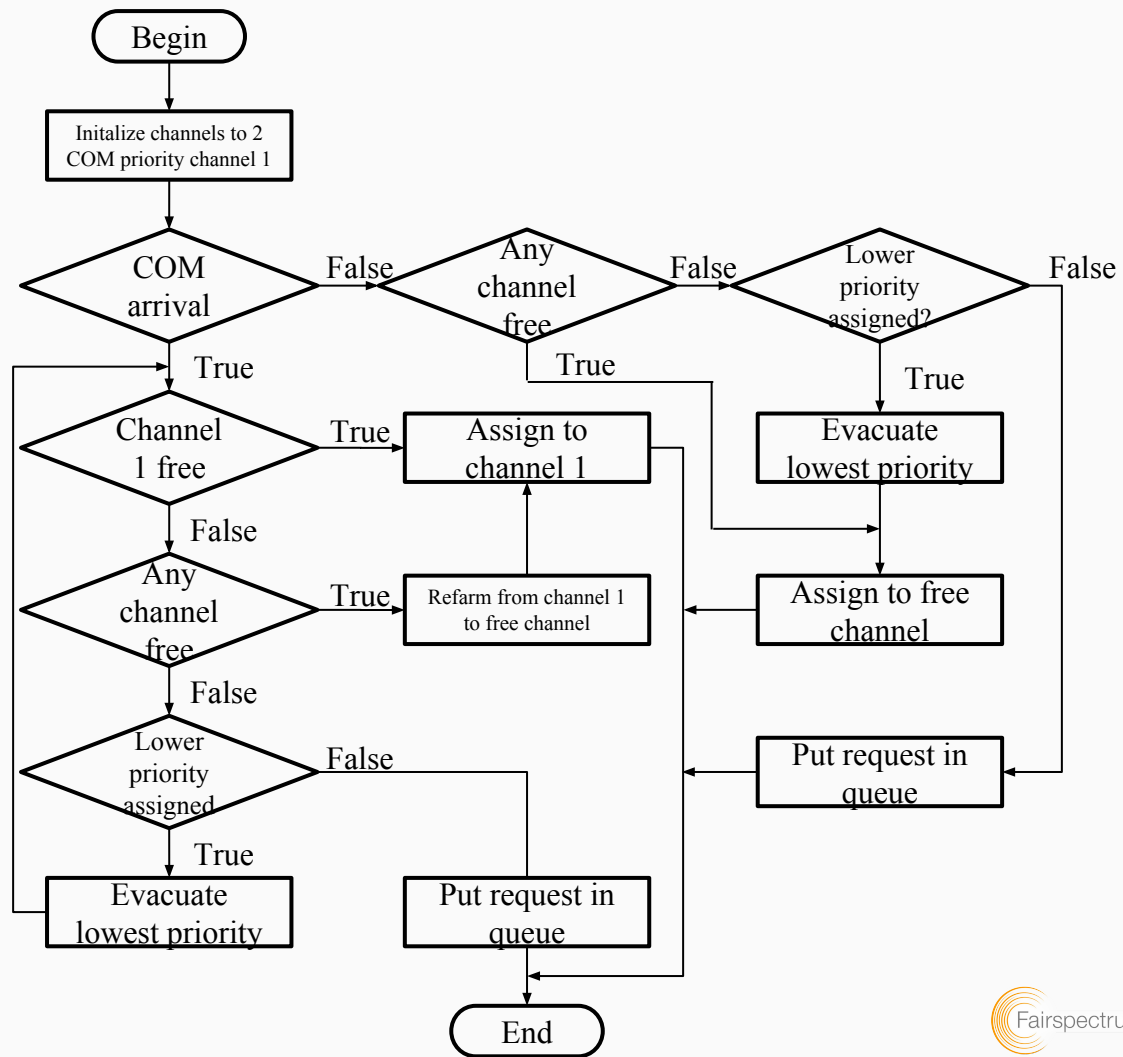 Begin
Initalize channels to 2
COM priority channel 1
COM
arrival
False
Any
channel
free
False
Lower
priority
assigned?
False
True
True
True
Channel
1 free
True
Assign to
channel 1
Evacuate
lowest priority
False
Any
channel
free
True
Refarm from channel 1
to free channel
Assign to free
channel
False
Lower
priority
assigned
False
Put request in
queue
True
Evacuate
lowest priority
Put request in
queue
End
Fairspectru